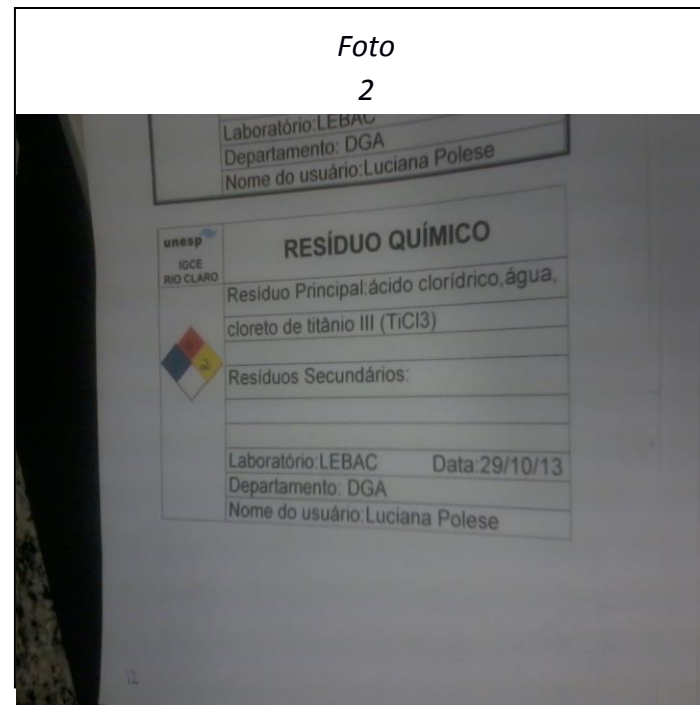 Foto
2
Laboratório:LEBAC
Departamento: DGA
Nome do usuário:Luciana Polese
unesp
IGCE
RIO CLARO
RESÍDUO QUÍMICO
Resíduo Principal:ácido clorídrico,água,
cloreto de titânio III (TiCl3)
Resíduos Secundários:
Laboratório:LEBAC Data:29/10/13
Departamento: DGA
Nome do usuário:Luciana Polese
12